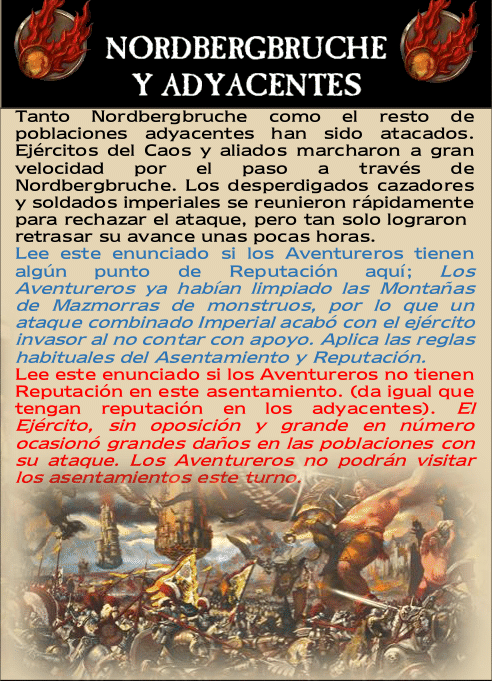 NORDBERGBRUCHE
Y ADYACENTES
Tanto Nordbergbruche como el resto de
poblaciones adyacentes han sido atacados.
Ejércitos del Caos y aliados marcharon a gran
velocidad por el paso a través de
Nordbergbruche. Los desperdigados cazadores
y soldados imperiales se reunieron rápidamente
para rechazar el ataque, pero tan solo lograron
retrasar su avance unas pocas horas.
Lee este enunciado si los Aventureros tienen
algún punto de Reputación aquí; Los
Aventureros ya habían limpiado las Montañas
de Mazmorras de monstruos, por lo que un
ataque combinado Imperial acabó con el ejército
invasor al no contar con apoyo. Aplica las reglas
habituales del Asentamiento y Reputación.
Lee este enunciado si los Aventureros no tienen
Reputación en este asentamiento. (da igual que
tengan reputación en los adyacentes). El
Ejército, sin oposición y grande en número
ocasionó grandes daños en las poblaciones con
su ataque. Los Aventureros no podrán visitar
los asentamientos este turno.